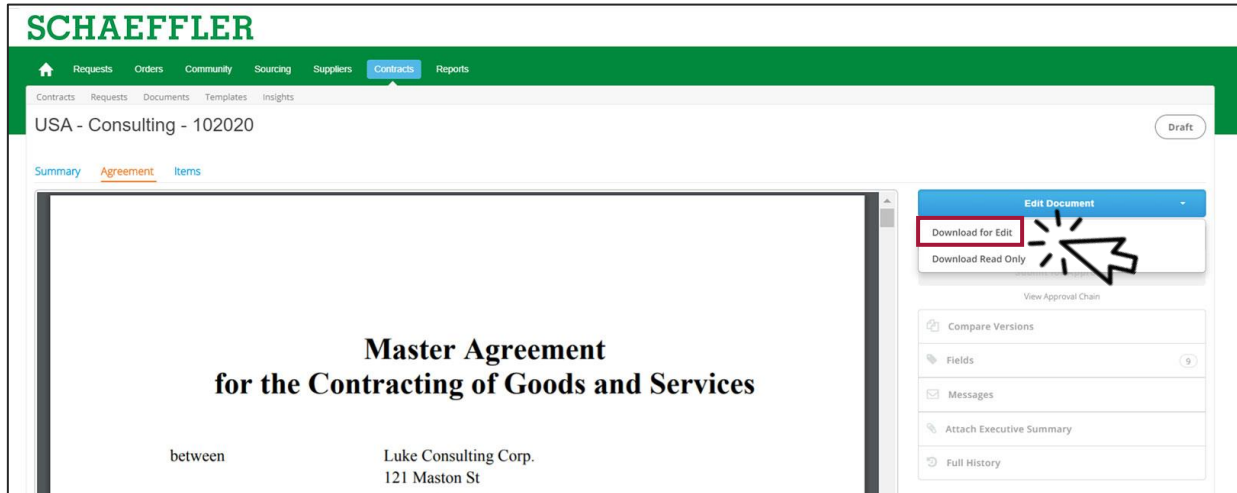 SCHAEFFLER
Requests Orders Community Sourcing Suppliers Contracts Reports
Contracts Requests Documents Templates Insights
USA - Consulting - 102020
Draft
Summary Agreement Items
Edit Document
Download for Edit
Download Read Only
View Approval Chain
Compare Versions
Fields 9
Messages
Attach Executive Summary
Full History
Master Agreement
for the Contracting of Goods and Services
between Luke Consulting Corp.
121 Maston St